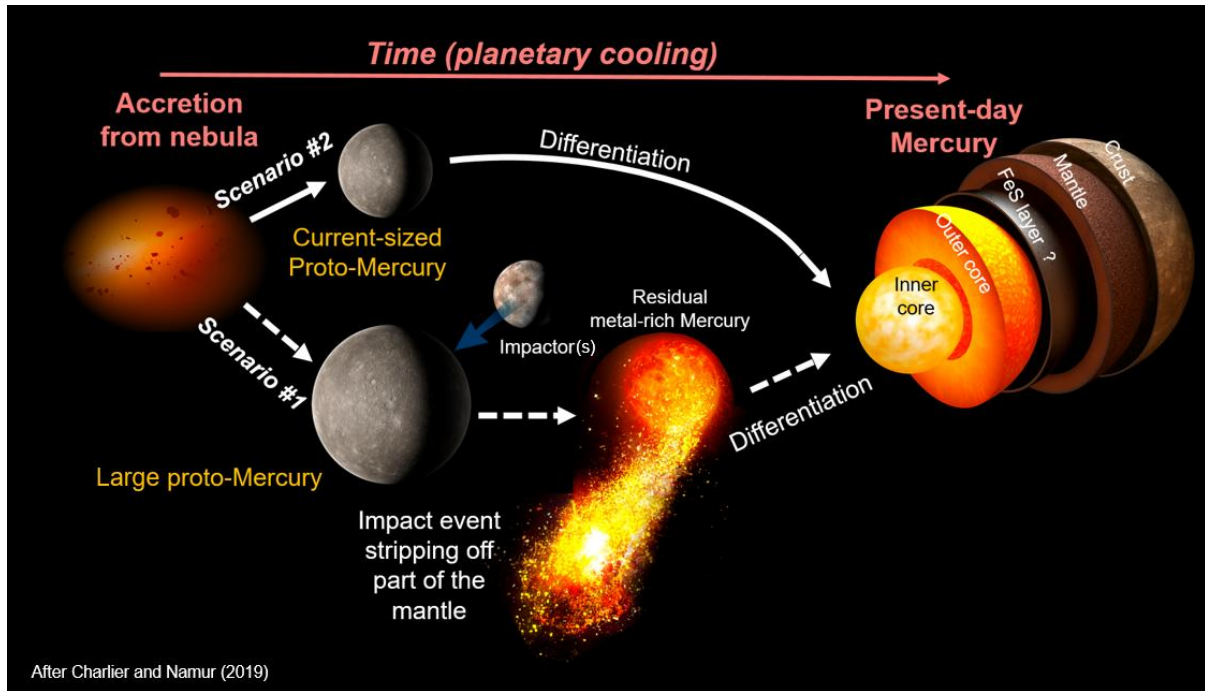 Time (planetary cooling)
Accretion
from nebula
Scenario #2
Current-sized
Proto-Mercury
Differentiation
Present-day
Mercury
Crust
Mantle
FeS layer ?
Outer core
Inner
core
Scenario #1
Large proto-Mercury
Impactor(s)
Residual
metal-rich Mercury
Impact event
stripping off
part of the
mantle
Differentiation
After Charlier and Namur (2019)